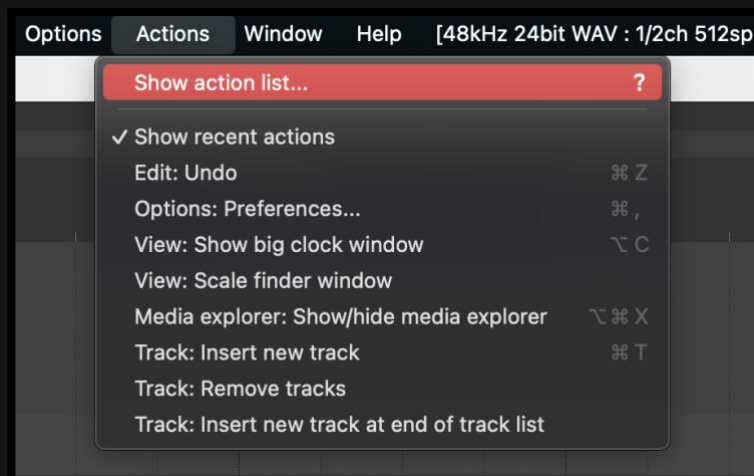 Options Actions Window Help [48kHz 24bit WAV : 1/2ch 512sp
Show action list... ?
✓ Show recent actions
Edit: Undo ⌘ Z
Options: Preferences... ⌘ ,
View: Show big clock window ⌥ C
View: Scale finder window
Media explorer: Show/hide media explorer ⌥ ⌘ X
Track: Insert new track ⌘ T
Track: Remove tracks
Track: Insert new track at end of track list